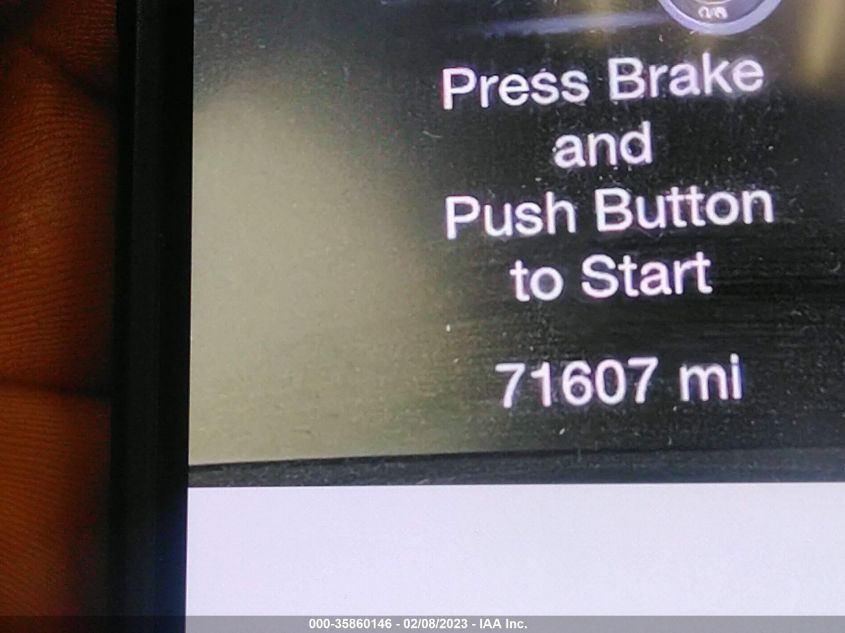 Press Brake
and
Push Button
to Start
71607 mi
000-35860146 - 02/08/2023 - IAA Inc.